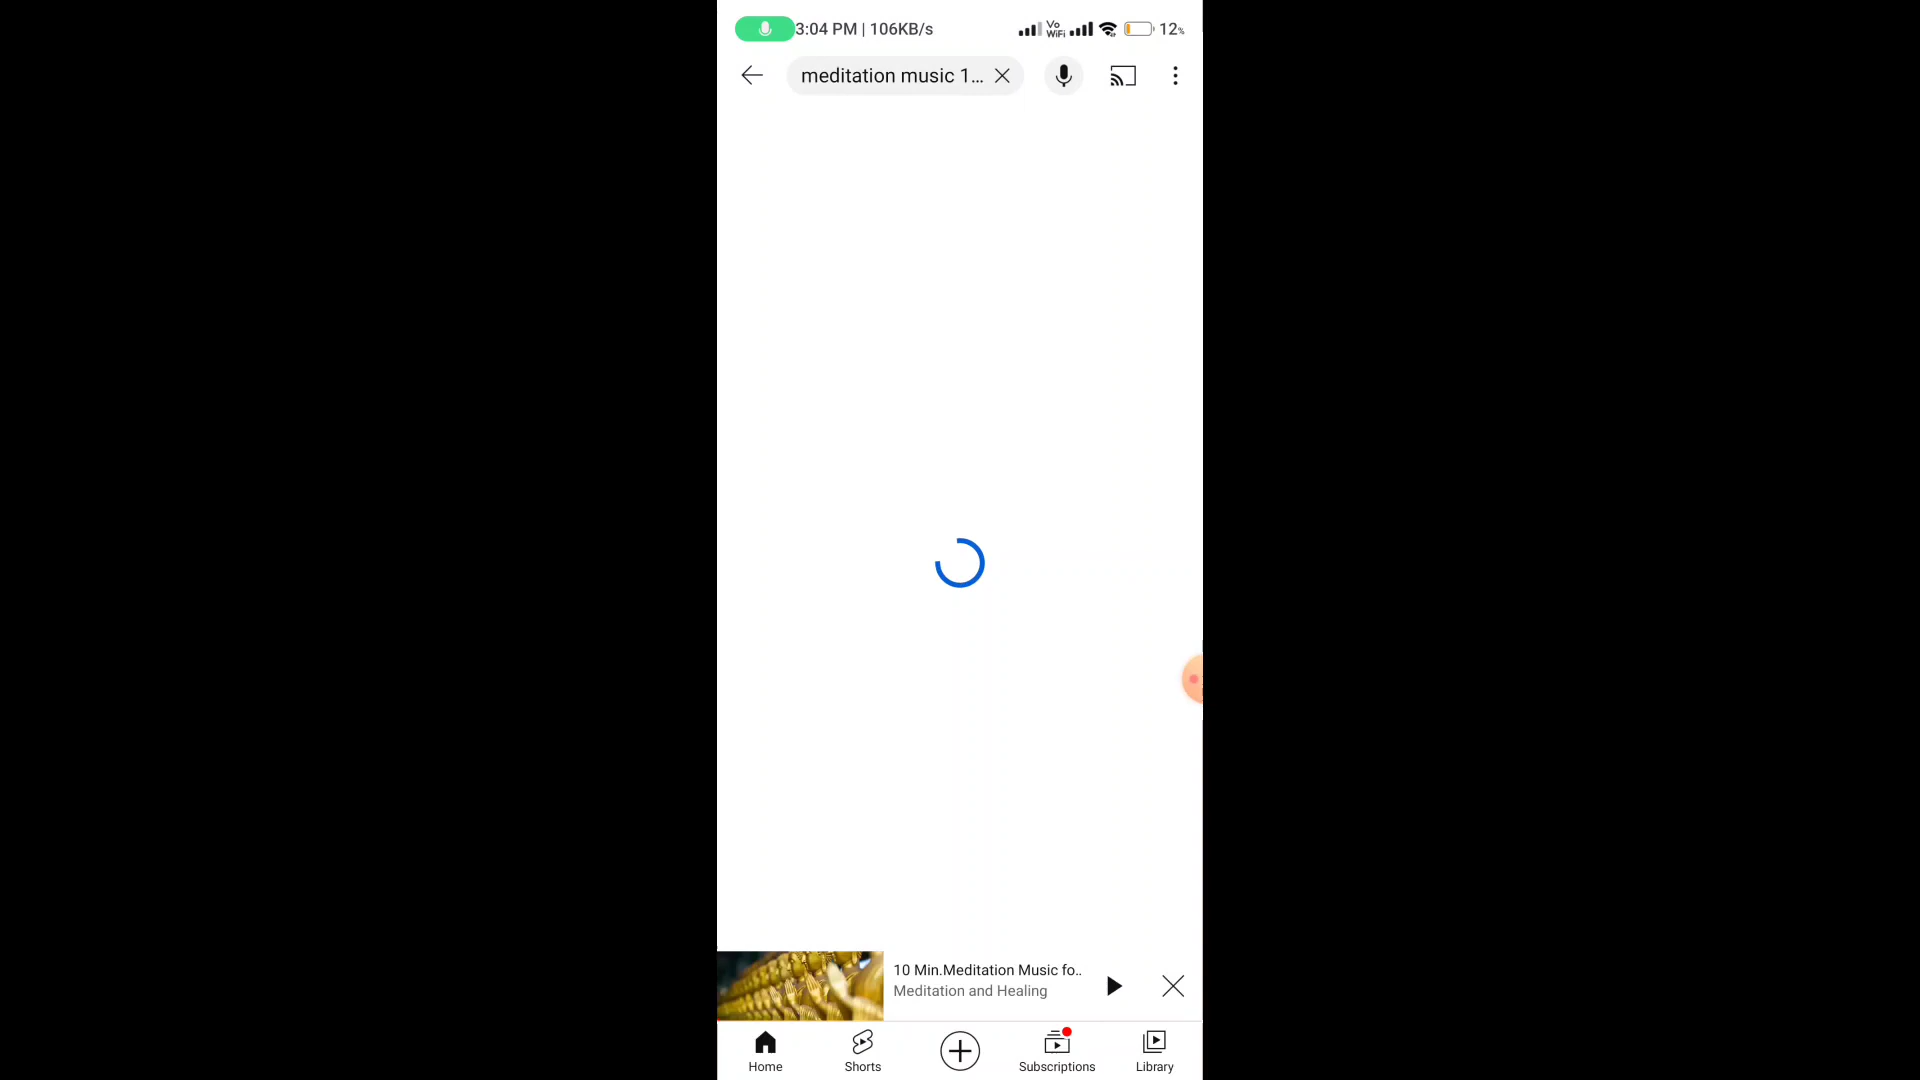 3:04 PM | 106KB/s Vo WiFi 12%
meditation music 1...
10 Min.Meditation Music fo..
Meditation and Healing
Home Shorts Subscriptions Library